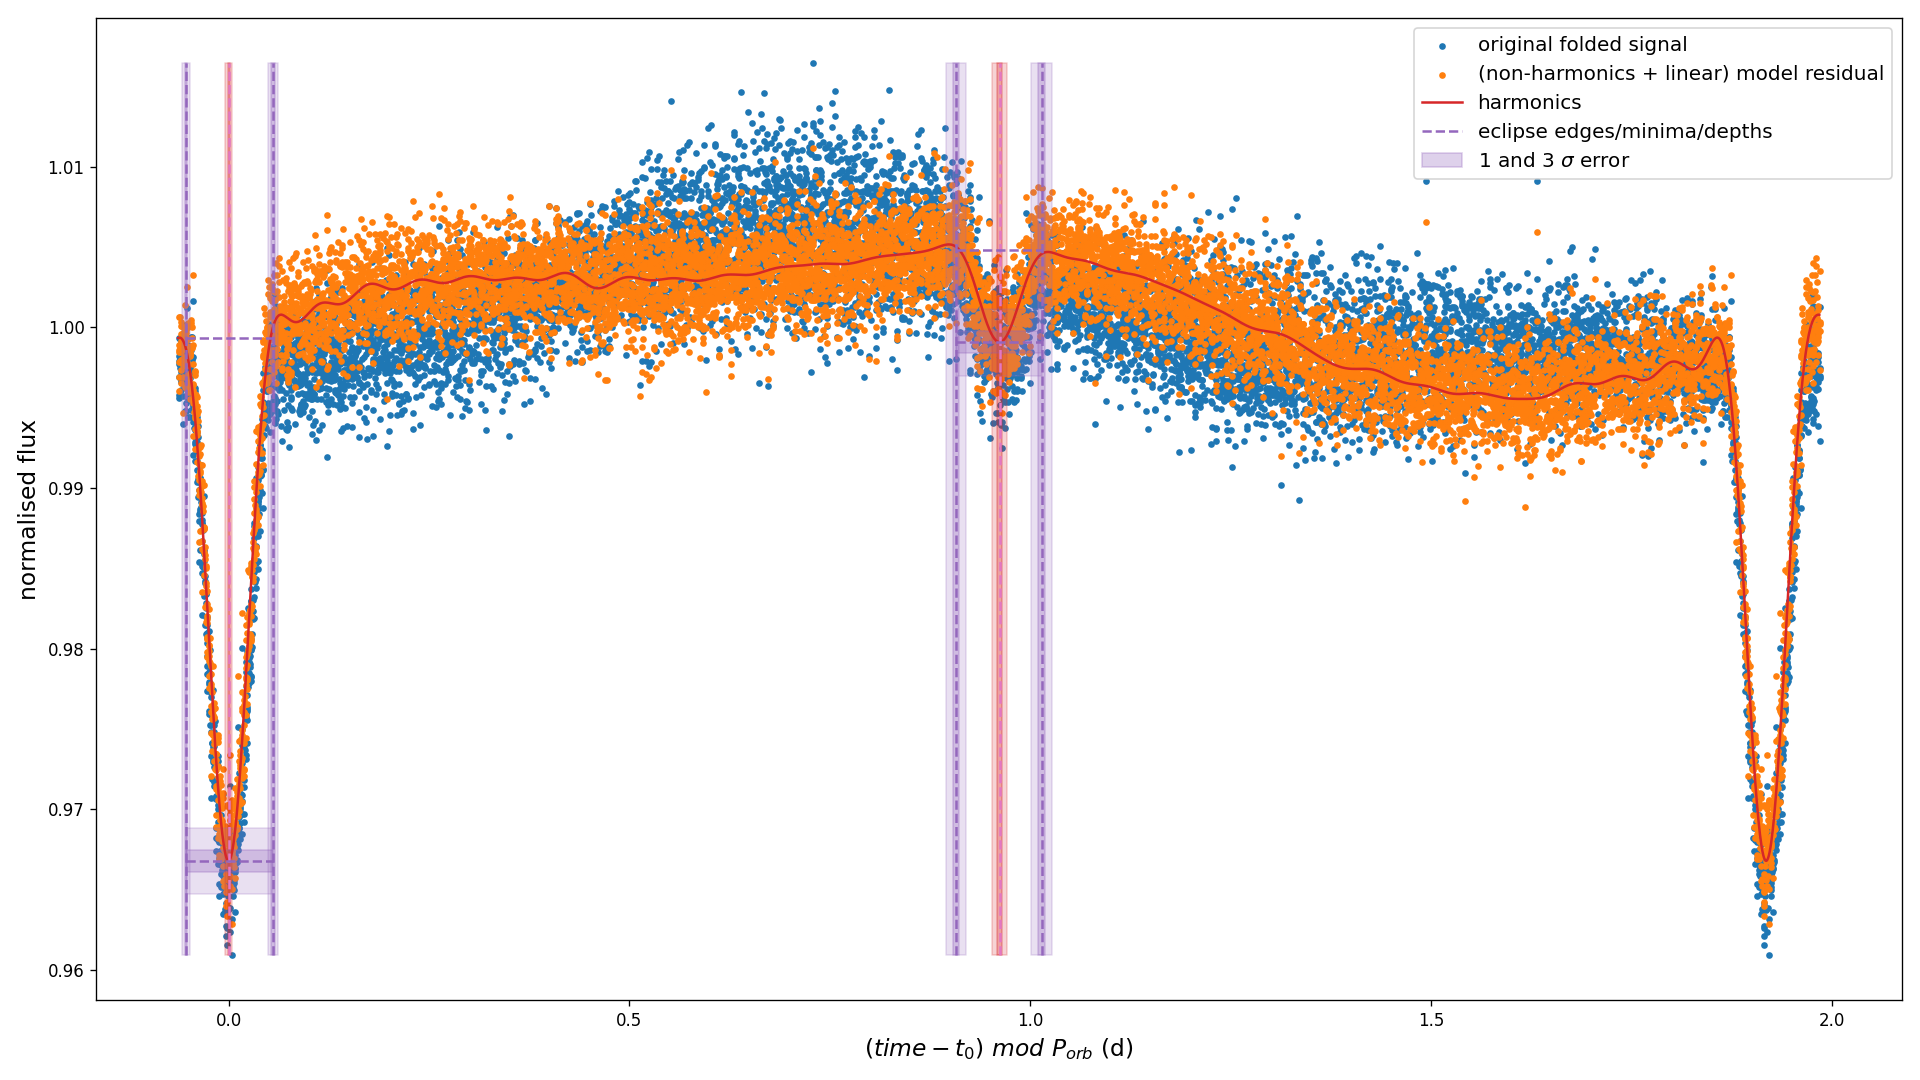 original folded signal
(non-harmonics + linear) model residual
harmonics
eclipse edges/minima/depths
1 and 3 σ error
1.01
1.00
0.99
0.98
0.97
0.96
normalised flux
0.0 0.5 1.0 1.5 2.0
(time − t₀) mod P_orb (d)